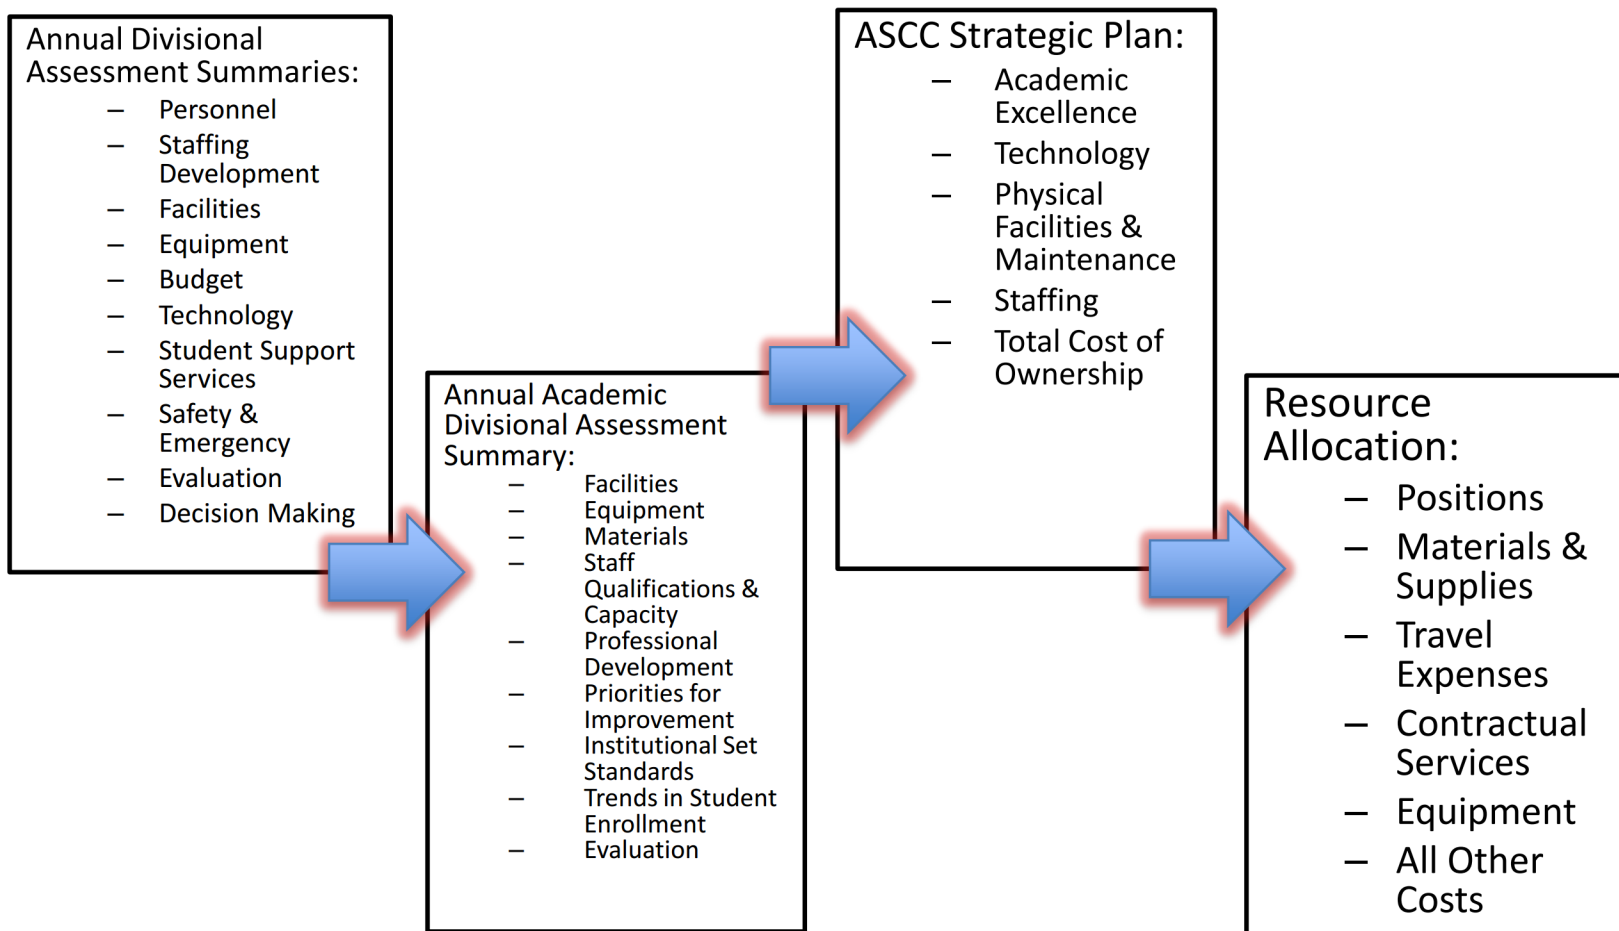 Annual Divisional
Assessment Summaries:
– Personnel
– Staffing
Development
– Facilities
– Equipment
– Budget
– Technology
– Student Support
Services
– Safety &
Emergency
– Evaluation
– Decision Making
Annual Academic
Divisional Assessment
Summary:
– Facilities
– Equipment
– Materials
– Staff
Qualifications &
Capacity
– Professional
Development
– Priorities for
Improvement
– Institutional Set
Standards
– Trends in Student
Enrollment
– Evaluation
ASCC Strategic Plan:
– Academic
Excellence
– Technology
– Physical
Facilities &
Maintenance
– Staffing
– Total Cost of
Ownership
Resource
Allocation:
– Positions
– Materials &
Supplies
– Travel
Expenses
– Contractual
Services
– Equipment
– All Other
Costs